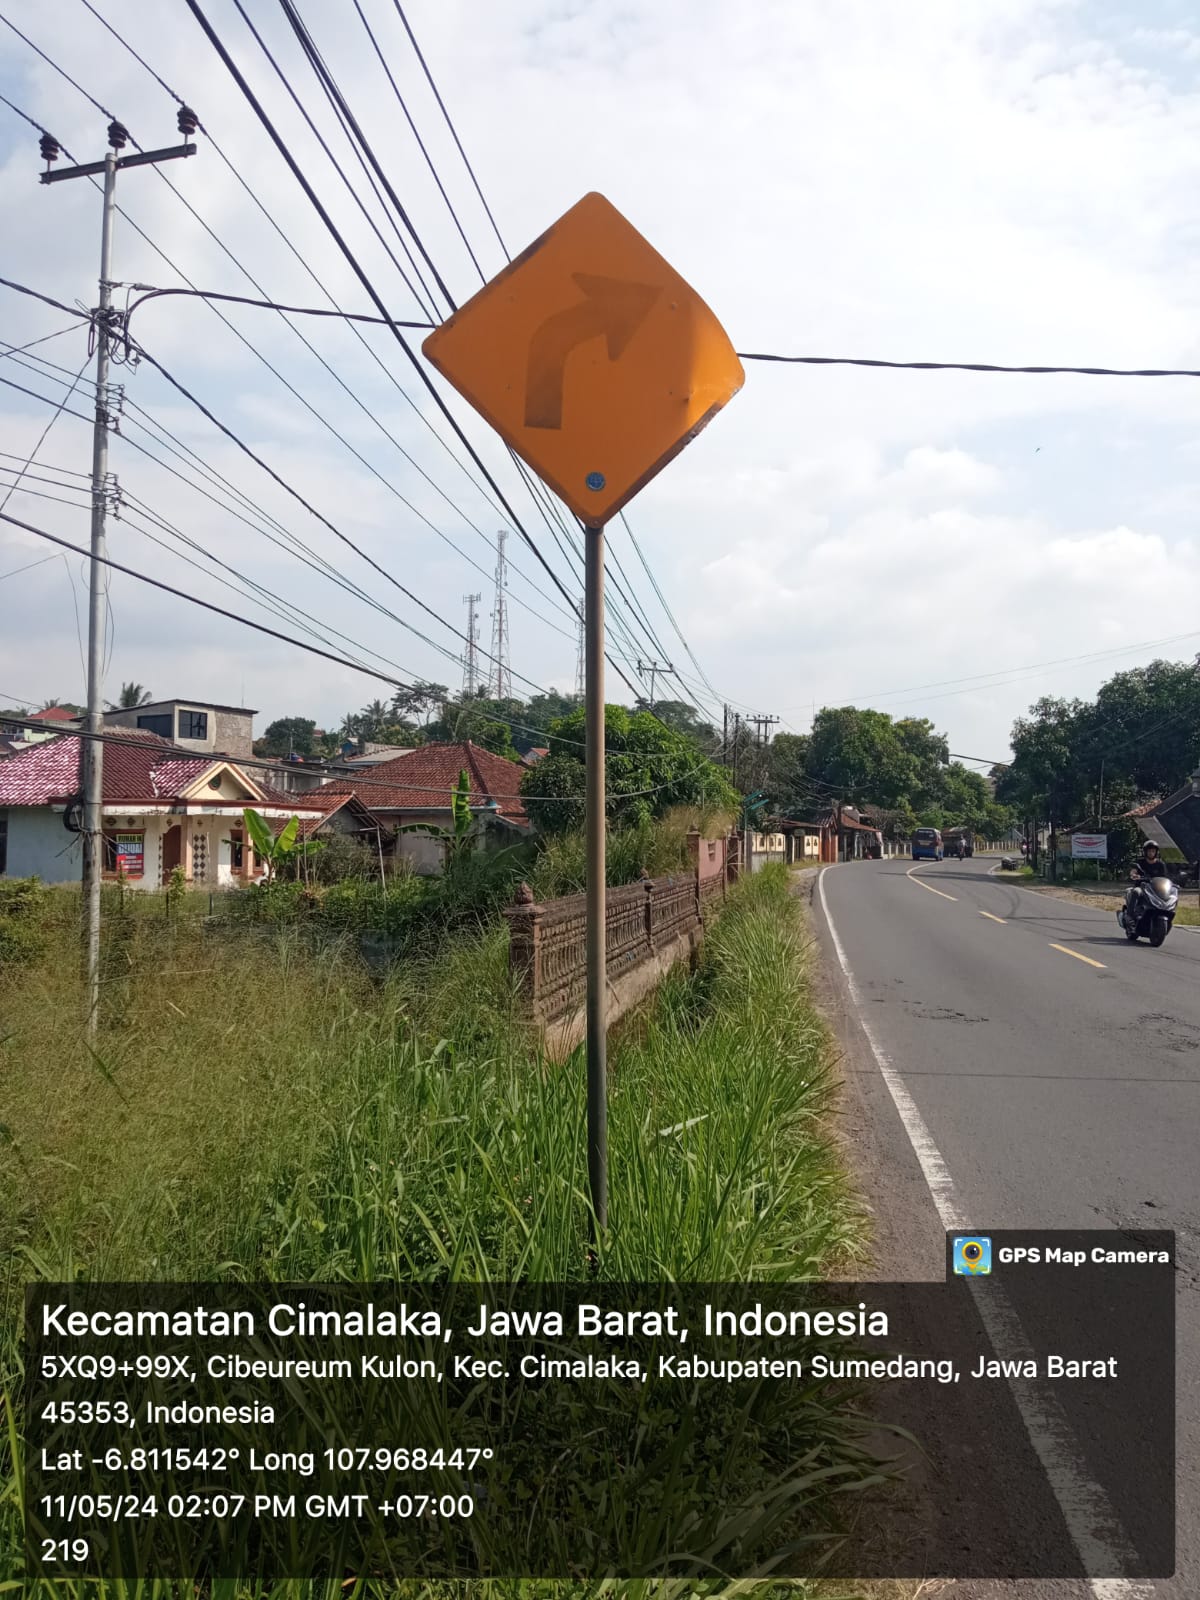 GPS Map Camera
Kecamatan Cimalaka, Jawa Barat, Indonesia
5XQ9+99X, Cibeureum Kulon, Kec. Cimalaka, Kabupaten Sumedang, Jawa Barat
45353, Indonesia
Lat -6.811542° Long 107.968447°
11/05/24 02:07 PM GMT +07:00
219